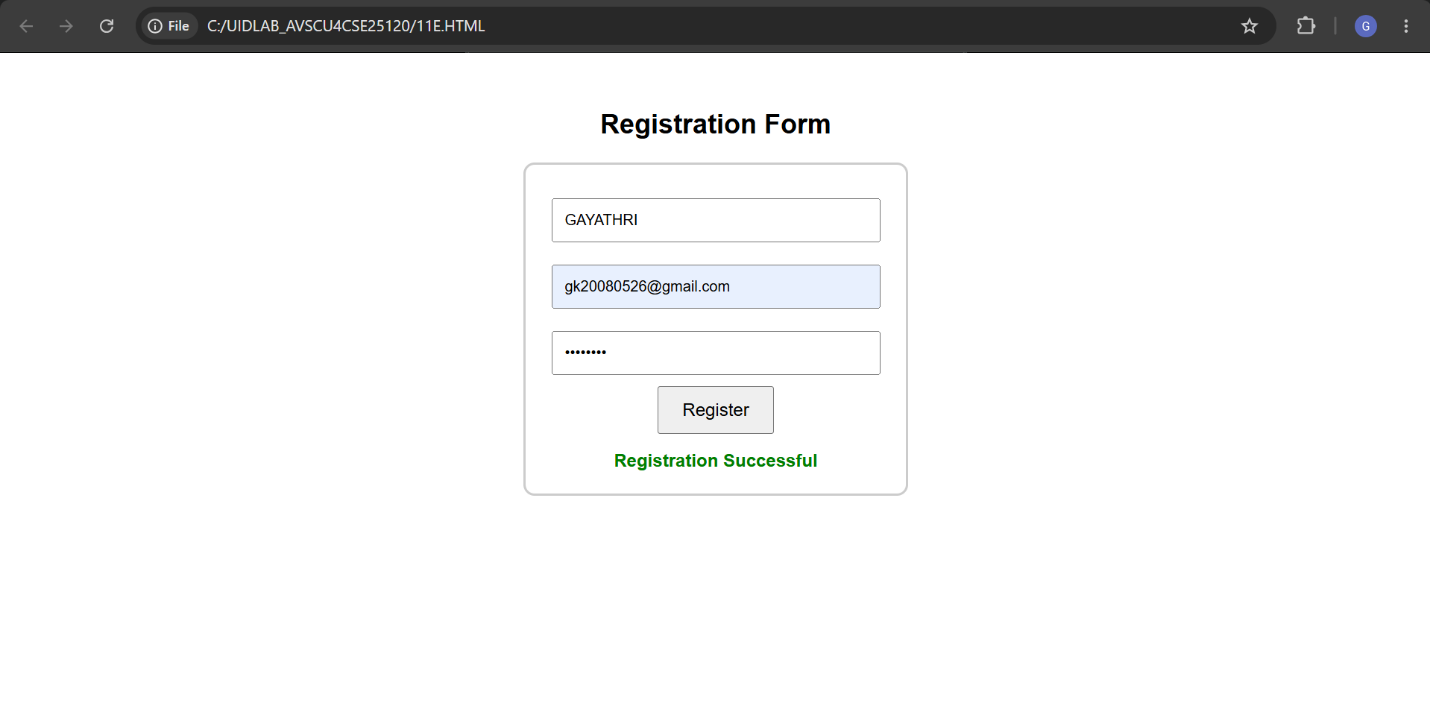 File C:/UIDLAB_AVSCU4CSE25120/11E.HTML G
Registration Form
GAYATHRI
gk20080526@gmail.com
••••••••
Register
Registration Successful